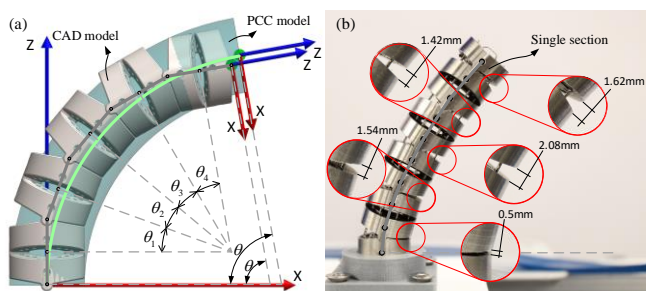 (a)
CAD model
PCC model
Z
Z
Z
X
X
θ4
θ3
θ2
θ1
θ
θ
X
(b)
1.42mm
Single section
1.62mm
1.54mm
2.08mm
0.5mm